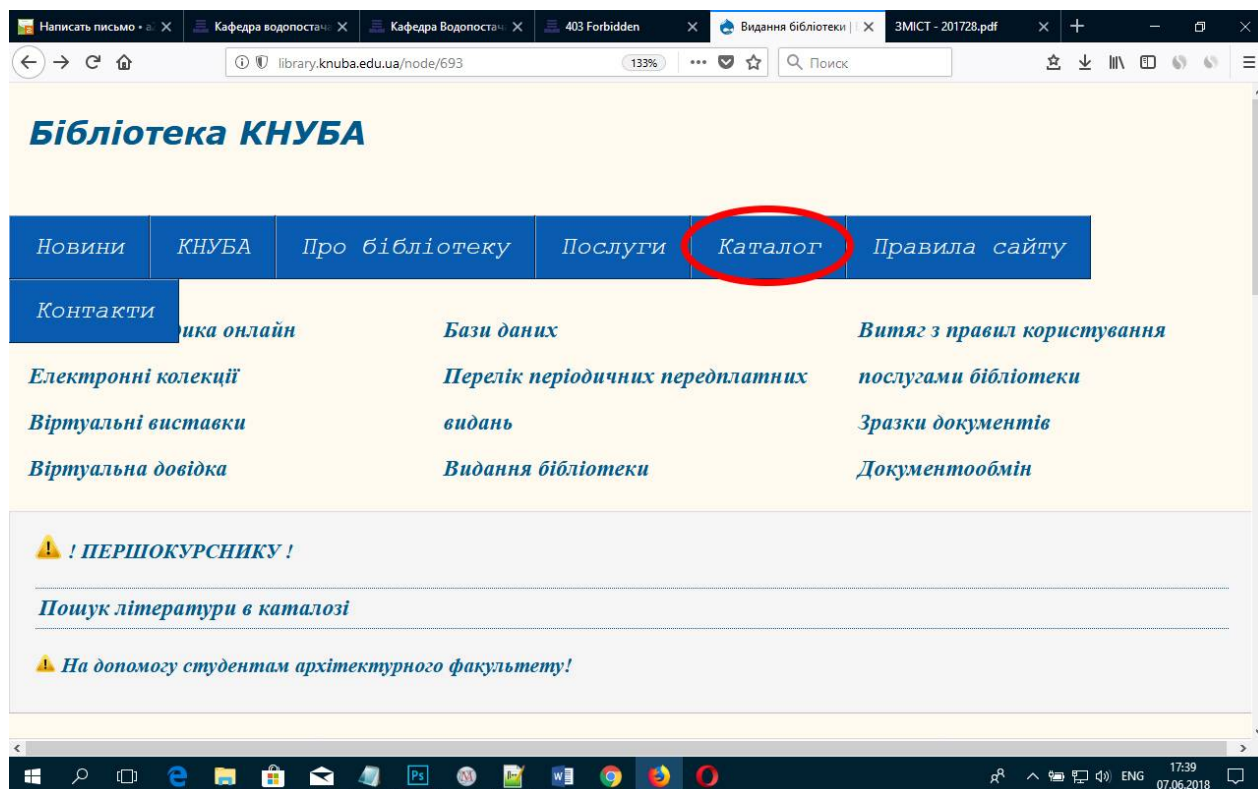 Написать письмо • a
Кафедра водопостача
Кафедра Водопостач
403 Forbidden
Видання бібліотеки |
ЗМІСТ - 201728.pdf
library.knuba.edu.ua/node/693
133%
Поиск
Бібліотека КНУБА
Новини КНУБА Про бібліотеку Послуги Каталог Правила сайту
Контакти
онлайн Бази даних Витяг з правил користування
Електронні колекції Перелік періодичних передплатних послугами бібліотеки
Віртуальні виставки видань Зразки документів
Віртуальна довідка Видання бібліотеки Документообмін
! ПЕРШОКУРСНИКУ !
Пошук літератури в каталозі
На допомогу студентам архітектурного факультету!
Ps
ENG
17:39
07.06.2018